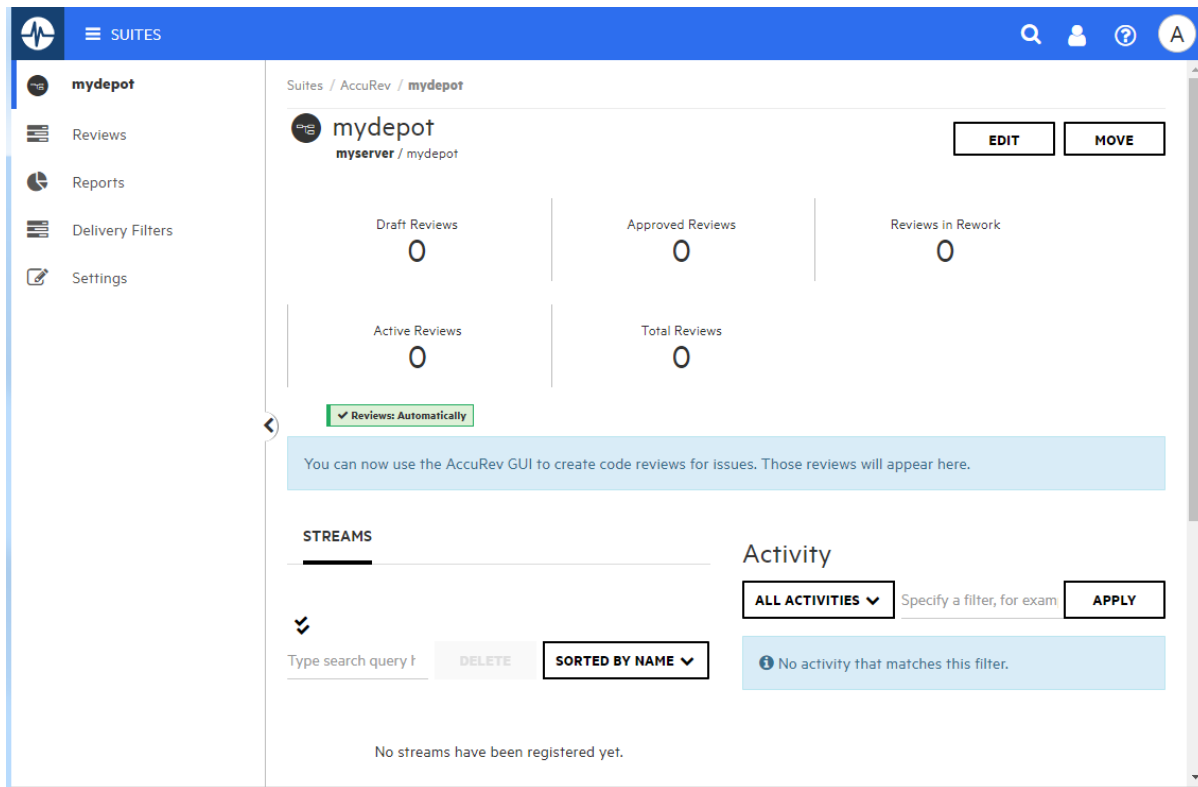 SUITES
A
mydepot
Reviews
Reports
Delivery Filters
Settings
Suites / AccuRev / mydepot
mydepot
myserver / mydepot
EDIT
MOVE
Draft Reviews
0
Approved Reviews
0
Reviews in Rework
0
Active Reviews
0
Total Reviews
0
Reviews: Automatically
You can now use the AccuRev GUI to create code reviews for issues. Those reviews will appear here.
STREAMS
Type search query h
DELETE
SORTED BY NAME
No streams have been registered yet.
Activity
ALL ACTIVITIES
Specify a filter, for exam
APPLY
No activity that matches this filter.